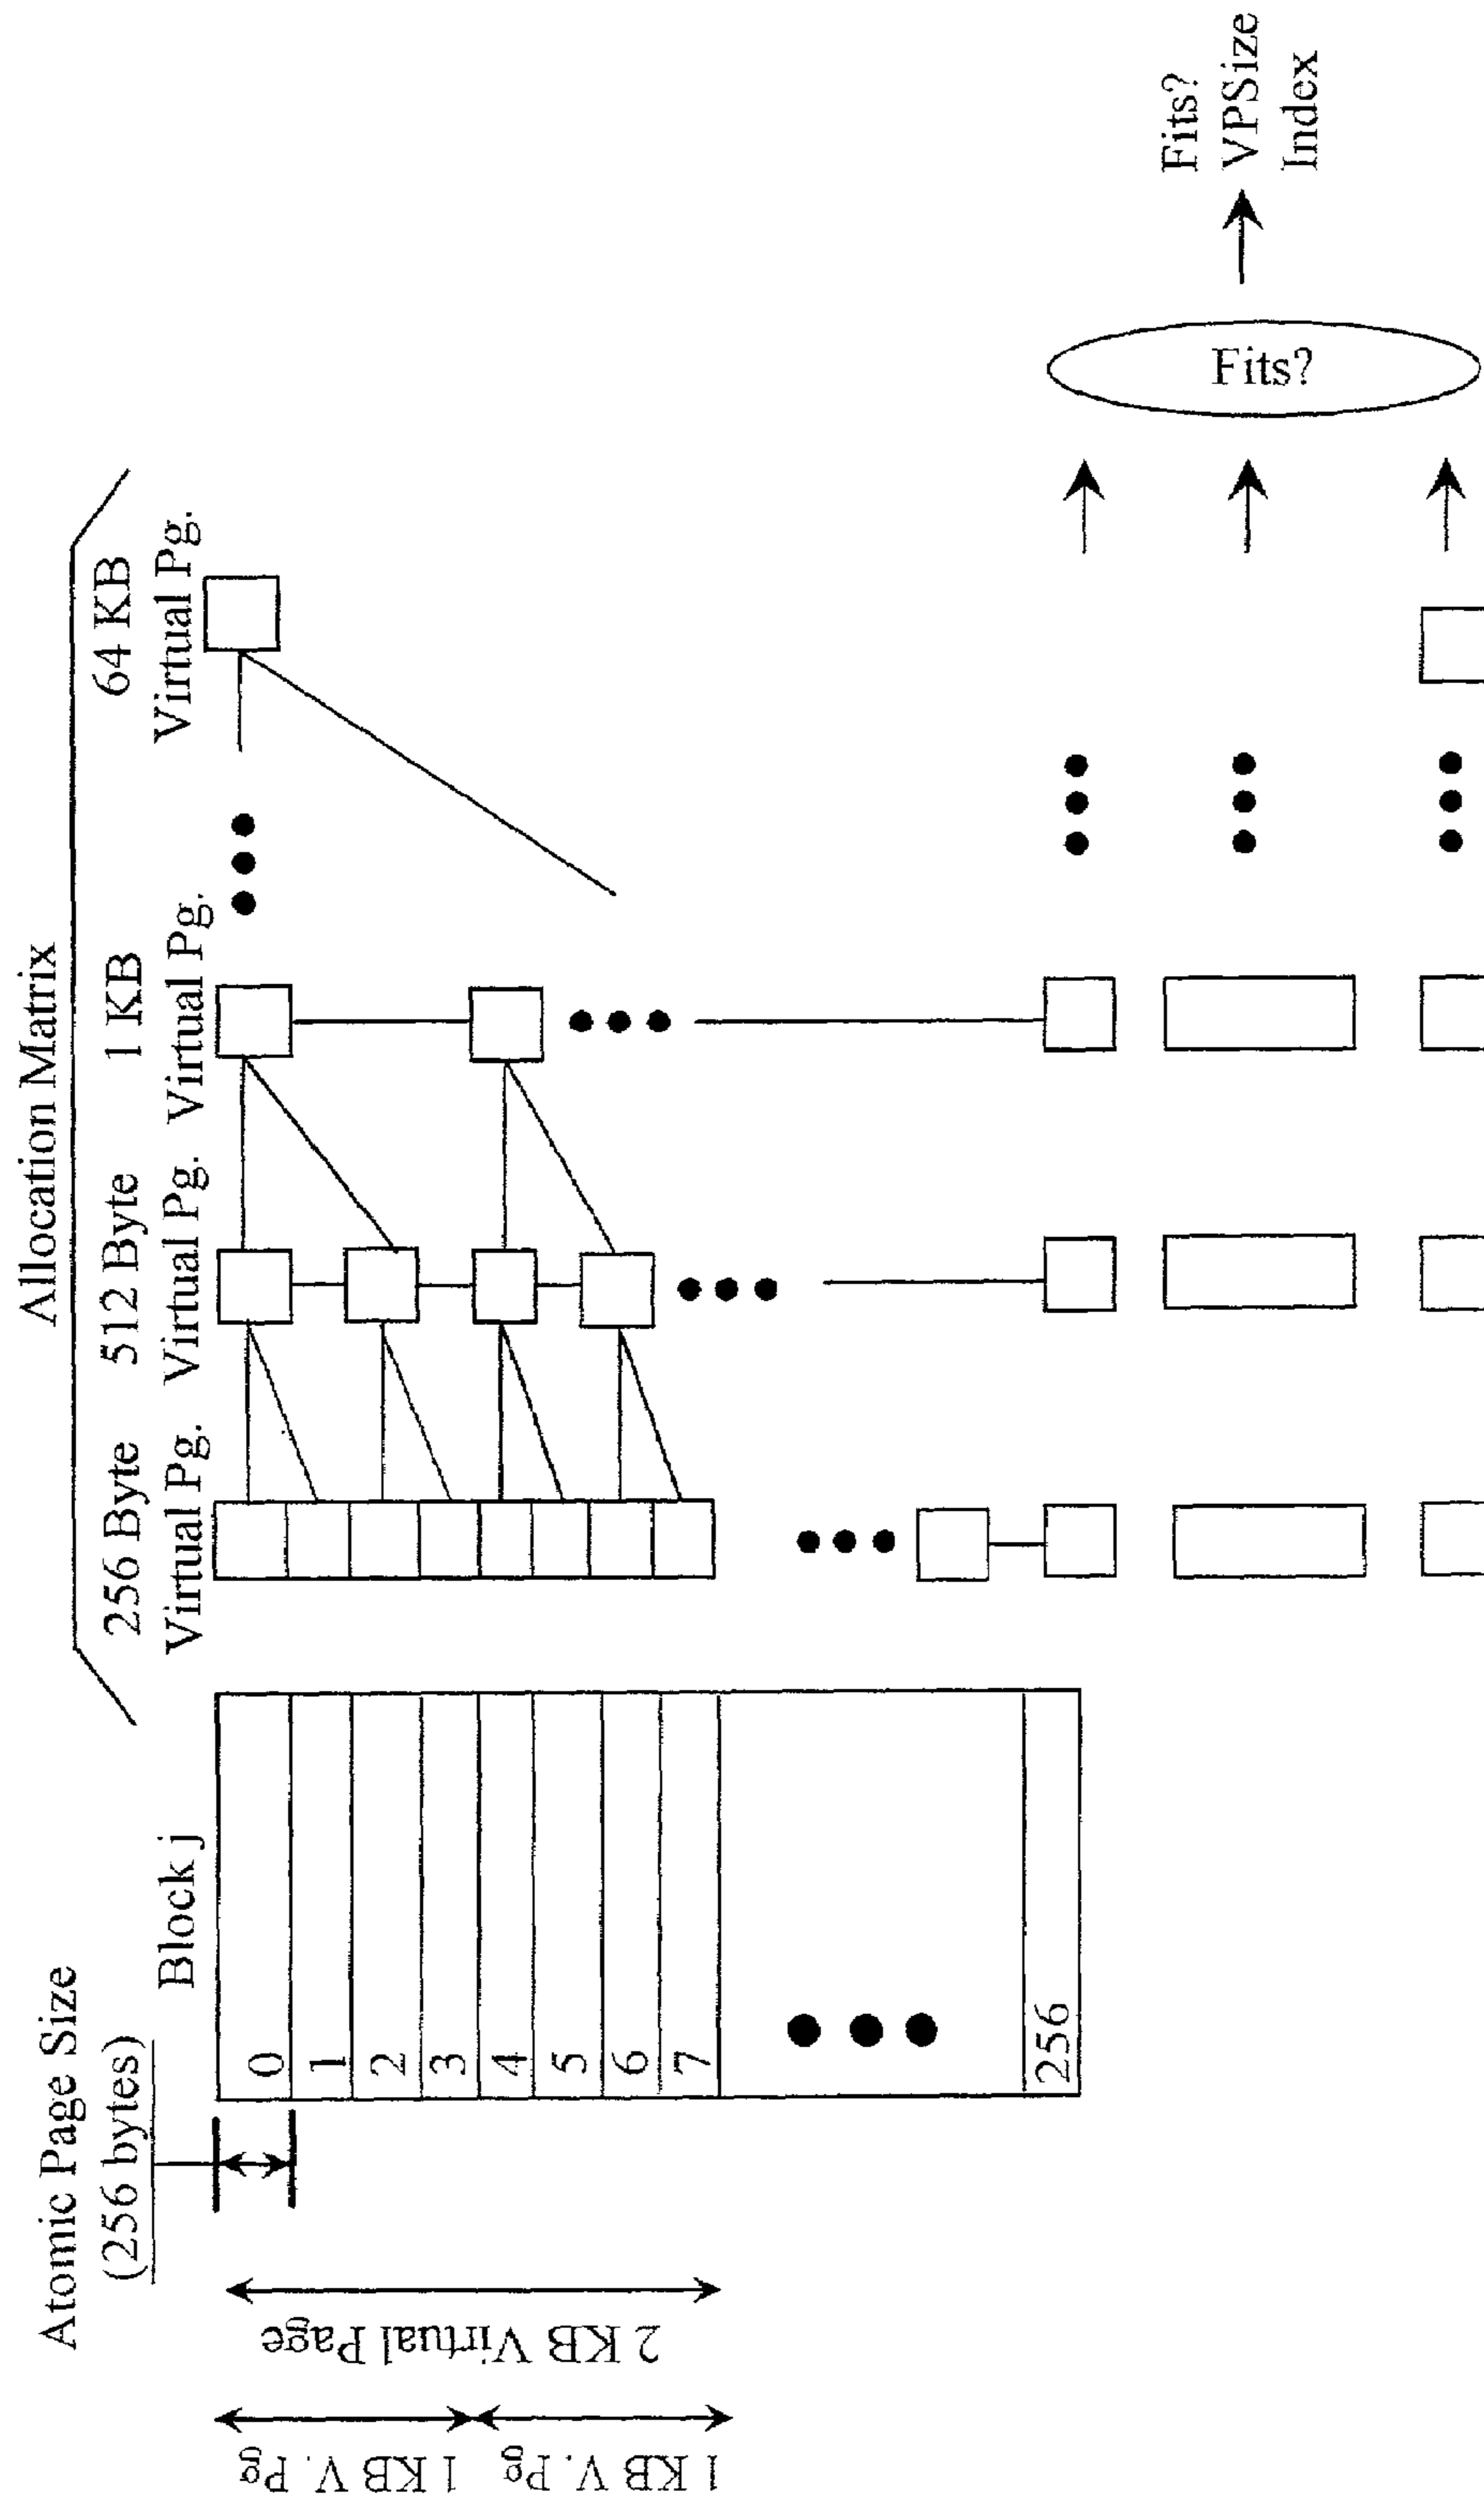 Allocation Matrix
Atomic Page Size
(256 bytes)
Block j
256 Byte
Virtual Pg.
512 Byte
Virtual Pg.
1 KB
Virtual Pg.
64 KB
Virtual Pg.
1 KB V. Pg
1 KB V. Pg
2 KB Virtual Page
0
1
2
3
4
5
6
7
256
Fits?
Fits?
VPSize
Index